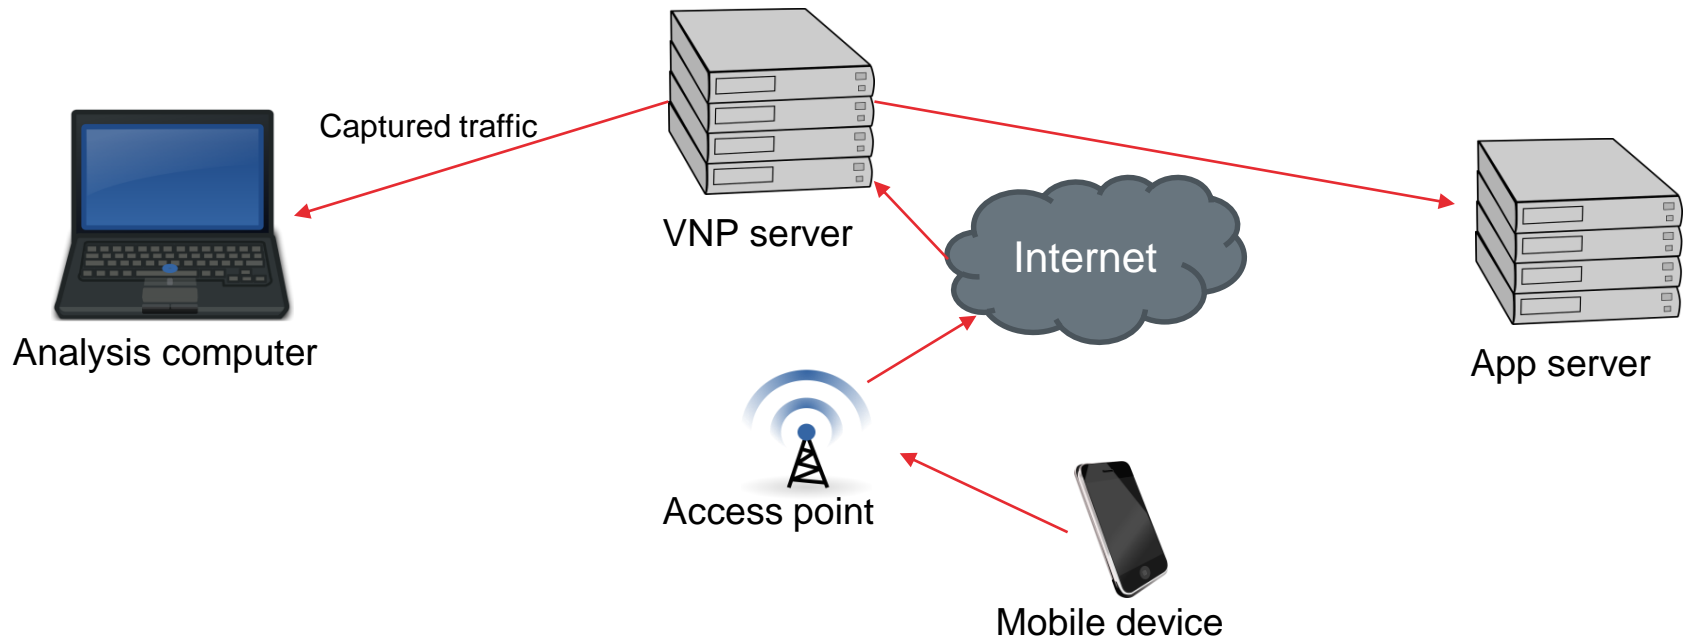 Captured traffic
VNP server
Internet
Analysis computer
App server
Access point
Mobile device